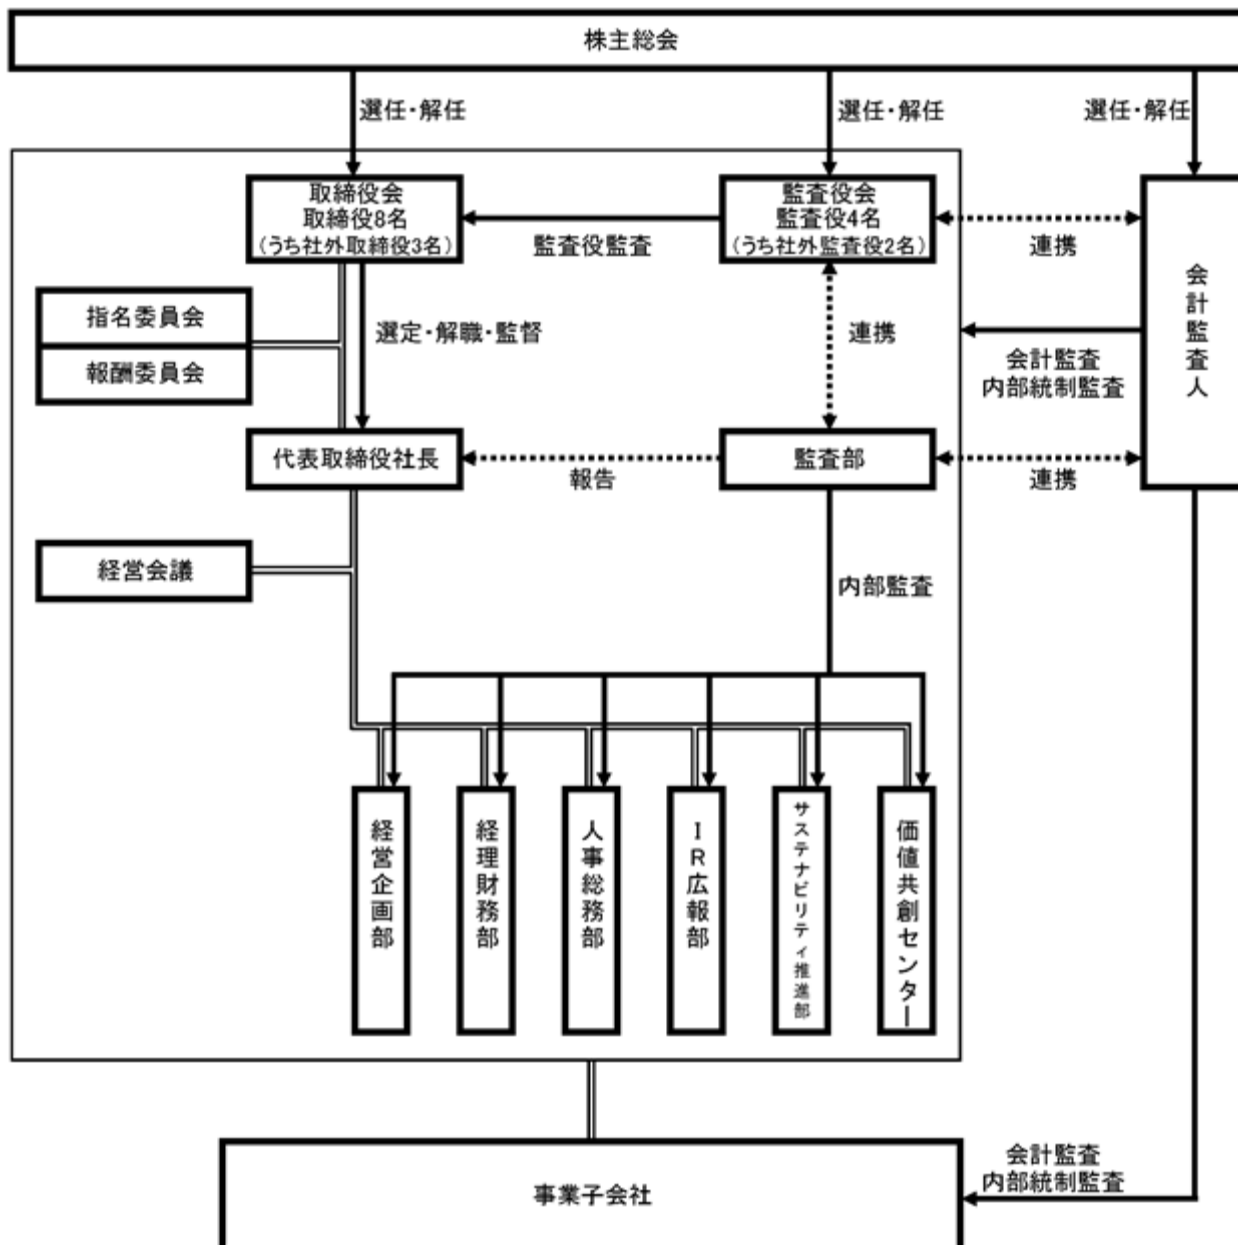 株主総会
選任・解任
選任・解任
選任・解任
取締役会
取締役8名
(うち社外取締役3名)
監査役会
監査役4名
(うち社外監査役2名)
監査役監査
連携
会計監査人
指名委員会
報酬委員会
選定・解職・監督
連携
会計監査
内部統制監査
代表取締役社長
報告
監査部
連携
経営会議
内部監査
経営企画部
経理財務部
人事総務部
IR広報部
サステナビリティ推進部
価値共創センター
事業子会社
会計監査
内部統制監査